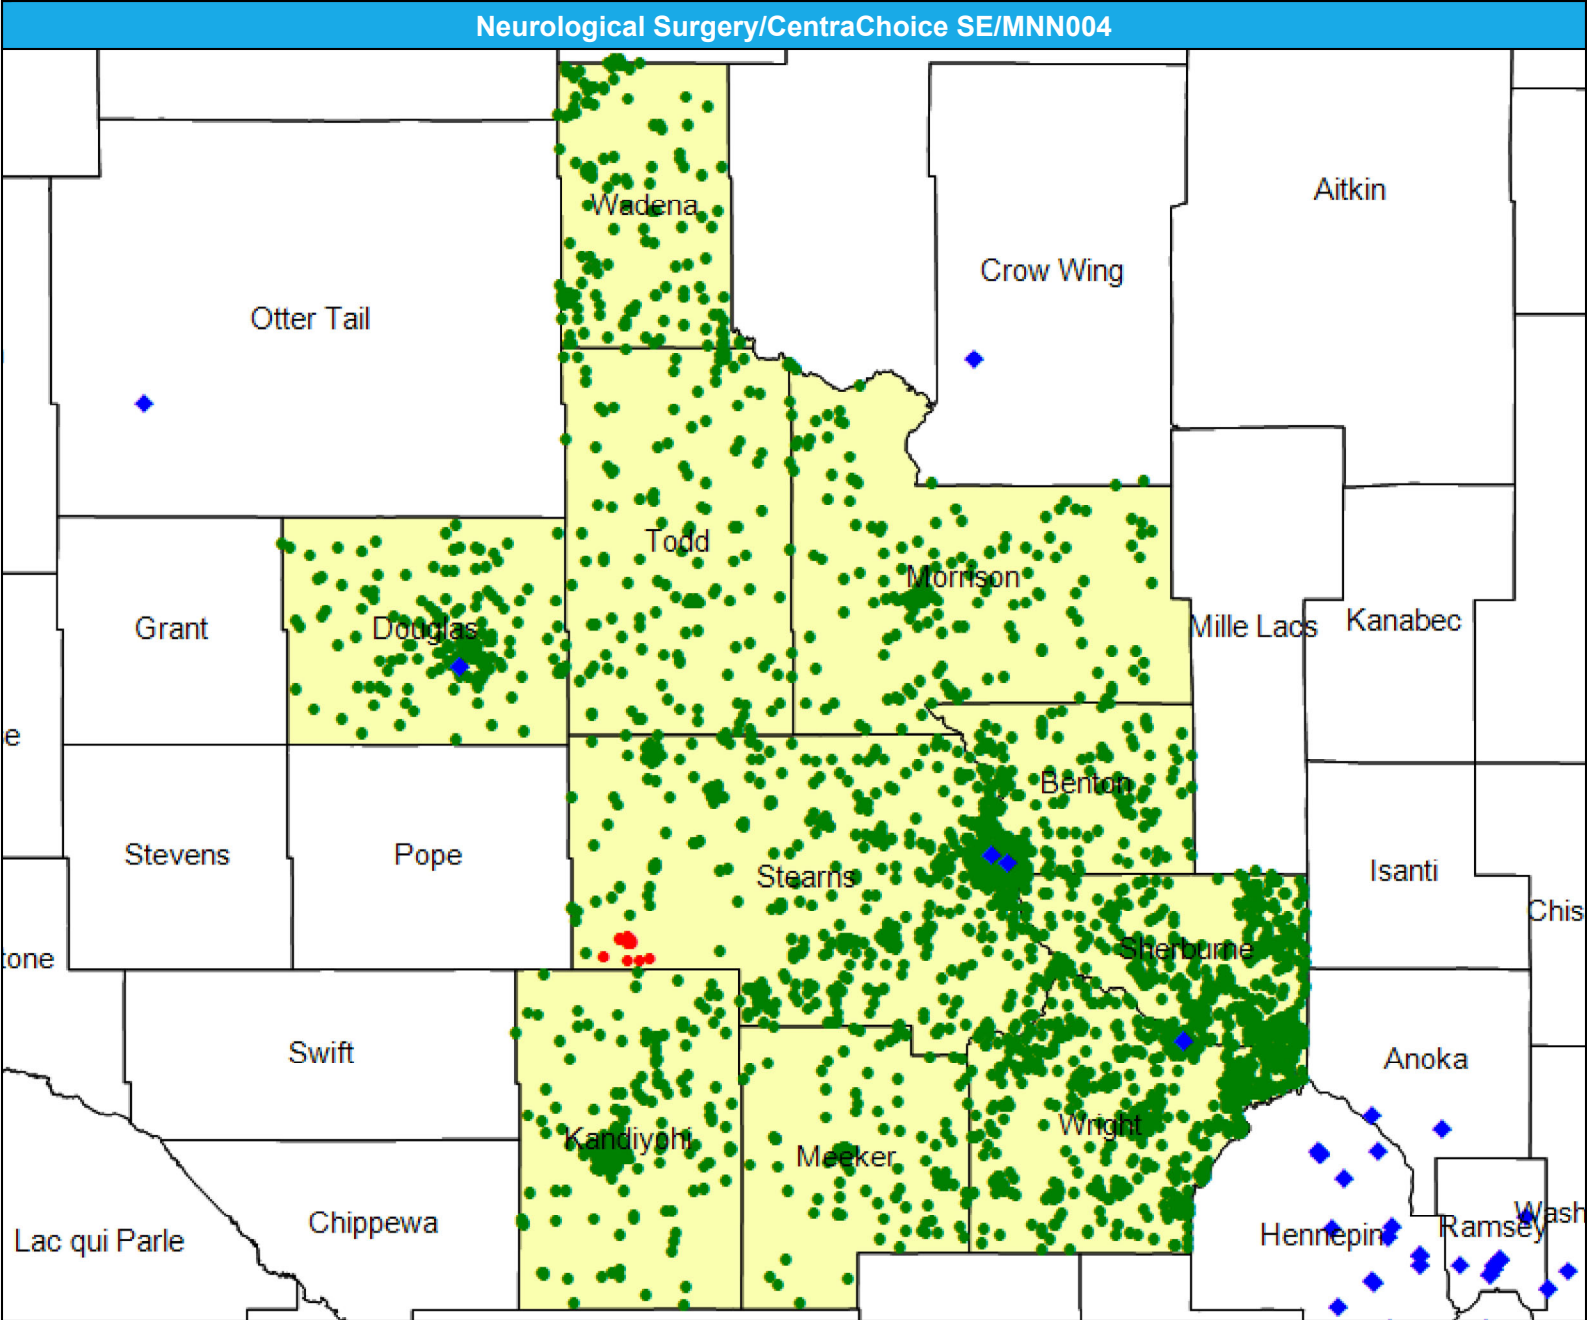 Neurological Surgery/CentraChoice SE/MNN004
Aitkin
Wadena
Crow Wing
Otter Tail
Todd
Morrison
Grant
Douglas
Mille Lacs
Kanabec
e
Benton
Stevens
Pope
Stearns
Isanti
Chis
tone
Sherburne
Swift
Anoka
Wright
Kandiyohi
Meeker
Wash
Chippewa
Ramsey
Hennepin
Lac qui Parle